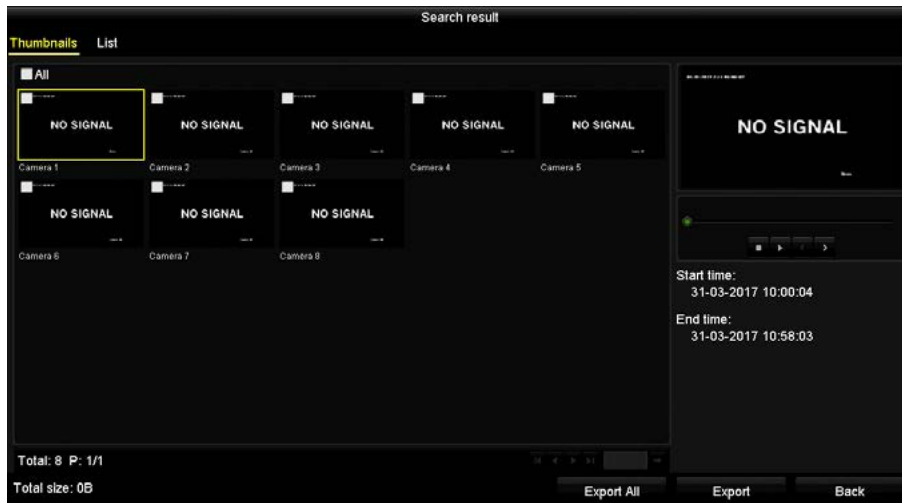 Search result
Thumbnails List
All
NO SIGNAL NO SIGNAL NO SIGNAL NO SIGNAL NO SIGNAL
Camera 1 Camera 2 Camera 3 Camera 4 Camera 5
NO SIGNAL NO SIGNAL NO SIGNAL
Camera 6 Camera 7 Camera 8
NO SIGNAL
Start time:
31-03-2017 10:00:04
End time:
31-03-2017 10:58:03
Total: 8 P: 1/1
Total size: 0B
Export All Export Back